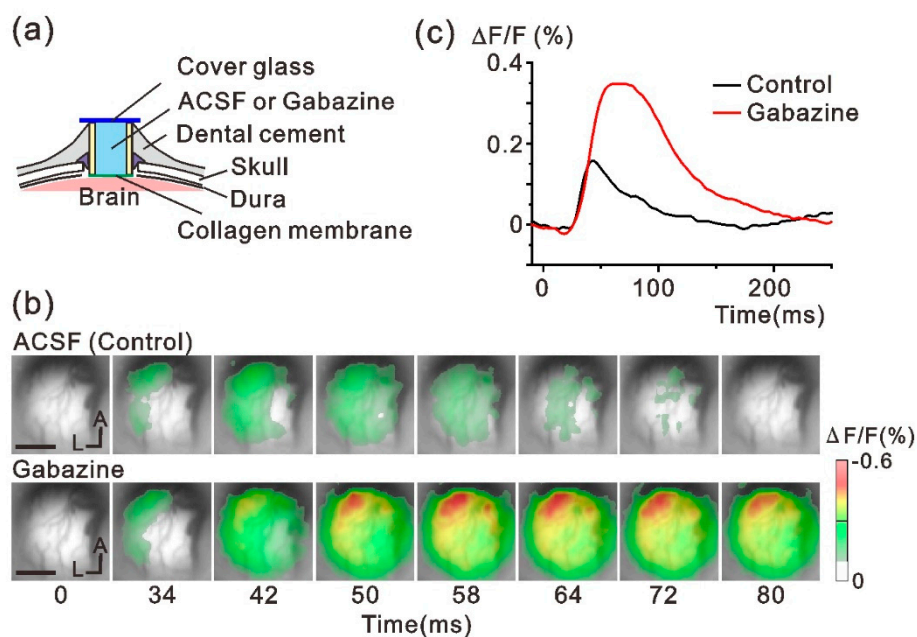 (a)
Cover glass
ACSF or Gabazine
Dental cement
Skull
Dura
Brain
Collagen membrane
(c)
ΔF/F (%)
0.4
0.2
0
Control
Gabazine
0 100 200
Time(ms)
(b)
ACSF (Control)
A
L
Gabazine
A
L
0 34 42 50 58 64 72 80
Time(ms)
ΔF/F(%)
-0.6
0